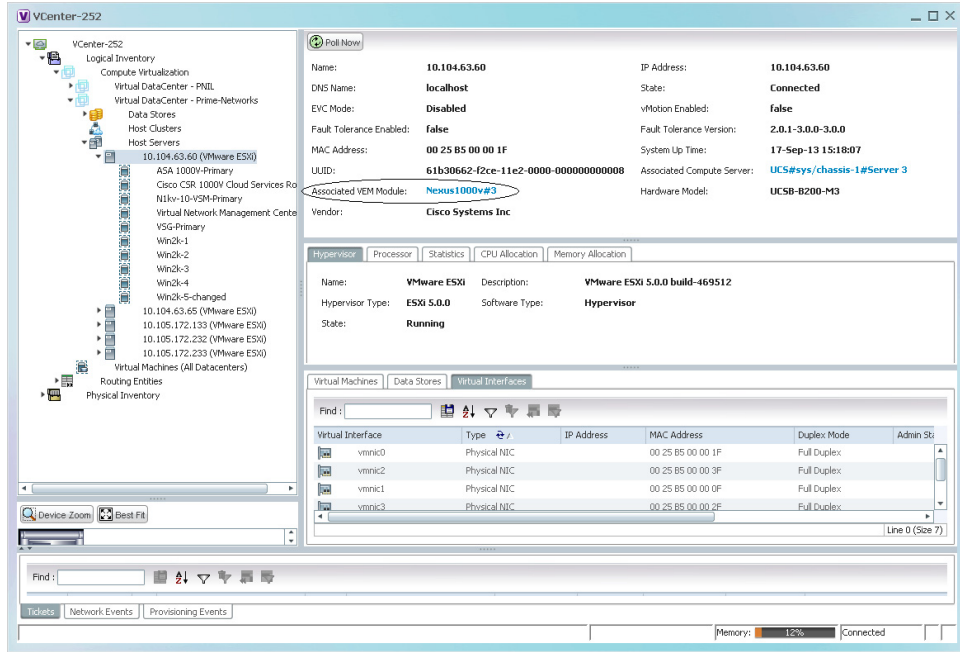 VCenter-252
VCenter-252
Logical Inventory
Compute Virtualization
Virtual DataCenter - PNIL
Virtual DataCenter - Prime-Networks
Data Stores
Host Clusters
Host Servers
10.104.63.60 (VMware ESXi)
ASA 1000V-Primary
Cisco CSR 1000V Cloud Services Ro
N1kv-10-VSM-Primary
Virtual Network Management Cente
VSG-Primary
Win2k-1
Win2k-2
Win2k-3
Win2k-4
Win2k-5-changed
10.104.63.65 (VMware ESXi)
10.105.172.133 (VMware ESXi)
10.105.172.232 (VMware ESXi)
10.105.172.233 (VMware ESXi)
Virtual Machines (All Datacenters)
Routing Entities
Physical Inventory
Device Zoom Best Fit
Poll Now
Name: 10.104.63.60 IP Address: 10.104.63.60
DNS Name: localhost State: Connected
EVC Mode: Disabled vMotion Enabled: false
Fault Tolerance Enabled: false Fault Tolerance Version: 2.0.1-3.0.0-3.0.0
MAC Address: 00 25 B5 00 00 1F System Up Time: 17-Sep-13 15:18:07
UUID: 61b30662-f2ce-11e2-0000-000000000008 Associated Compute Server: UCS#sys/chassis-1#Server 3
Associated VEM Module: Nexus1000v#3 Hardware Model: UCSB-B200-M3
Vendor: Cisco Systems Inc
Hypervisor Processor Statistics CPU Allocation Memory Allocation
Name: VMware ESXi Description: VMware ESXi 5.0.0 build-469512
Hypervisor Type: ESXi 5.0.0 Software Type: Hypervisor
State: Running
Virtual Machines Data Stores Virtual Interfaces
Find :
Virtual Interface Type IP Address MAC Address Duplex Mode Admin Sta
vmnic0 Physical NIC 00 25 B5 00 00 1F Full Duplex
vmnic2 Physical NIC 00 25 B5 00 00 3F Full Duplex
vmnic1 Physical NIC 00 25 B5 00 00 0F Full Duplex
vmnic3 Physical NIC 00 25 B5 00 00 2F Full Duplex
Line 0 (Size 7)
Find :
Tickets Network Events Provisioning Events
Memory: 12% Connected